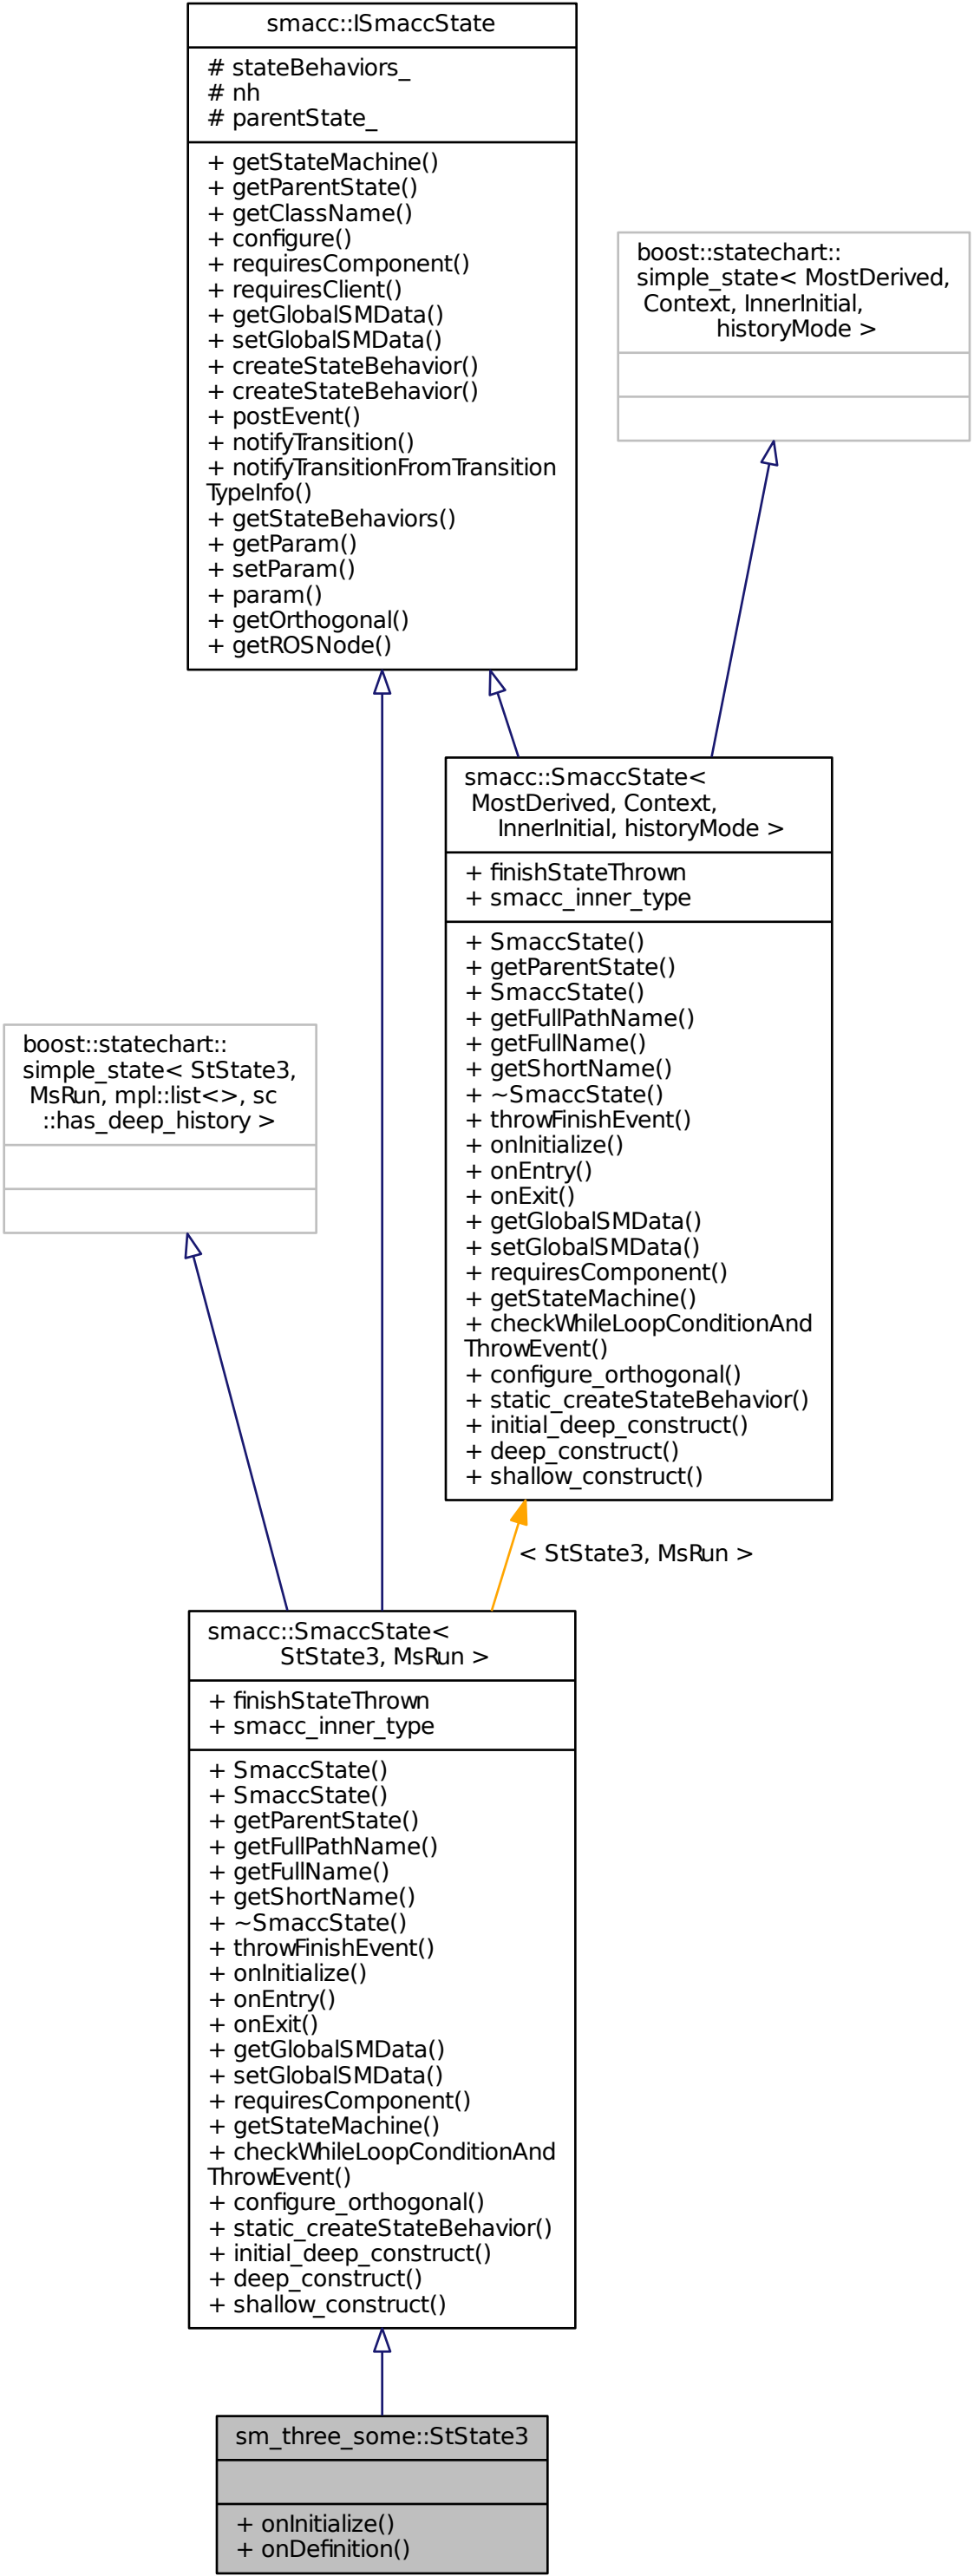 smacc::ISmaccState
# stateBehaviors_
# nh
# parentState_
+ getStateMachine()
+ getParentState()
+ getClassName()
+ configure()
+ requiresComponent()
+ requiresClient()
+ getGlobalSMData()
+ setGlobalSMData()
+ createStateBehavior()
+ createStateBehavior()
+ postEvent()
+ notifyTransition()
+ notifyTransitionFromTransition
TypeInfo()
+ getStateBehaviors()
+ getParam()
+ setParam()
+ param()
+ getOrthogonal()
+ getROSNode()
boost::statechart::
simple_state< MostDerived,
Context, InnerInitial,
historyMode >
smacc::SmaccState<
MostDerived, Context,
InnerInitial, historyMode >
+ finishStateThrown
+ smacc_inner_type
+ SmaccState()
+ getParentState()
+ SmaccState()
+ getFullPathName()
+ getFullName()
+ getShortName()
+ ~SmaccState()
+ throwFinishEvent()
+ onInitialize()
+ onEntry()
+ onExit()
+ getGlobalSMData()
+ setGlobalSMData()
+ requiresComponent()
+ getStateMachine()
+ checkWhileLoopConditionAnd
ThrowEvent()
+ configure_orthogonal()
+ static_createStateBehavior()
+ initial_deep_construct()
+ deep_construct()
+ shallow_construct()
boost::statechart::
simple_state< StState3,
MsRun, mpl::list<>, sc
::has_deep_history >
< StState3, MsRun >
smacc::SmaccState<
StState3, MsRun >
+ finishStateThrown
+ smacc_inner_type
+ SmaccState()
+ SmaccState()
+ getParentState()
+ getFullPathName()
+ getFullName()
+ getShortName()
+ ~SmaccState()
+ throwFinishEvent()
+ onInitialize()
+ onEntry()
+ onExit()
+ getGlobalSMData()
+ setGlobalSMData()
+ requiresComponent()
+ getStateMachine()
+ checkWhileLoopConditionAnd
ThrowEvent()
+ configure_orthogonal()
+ static_createStateBehavior()
+ initial_deep_construct()
+ deep_construct()
+ shallow_construct()
sm_three_some::StState3
+ onInitialize()
+ onDefinition()